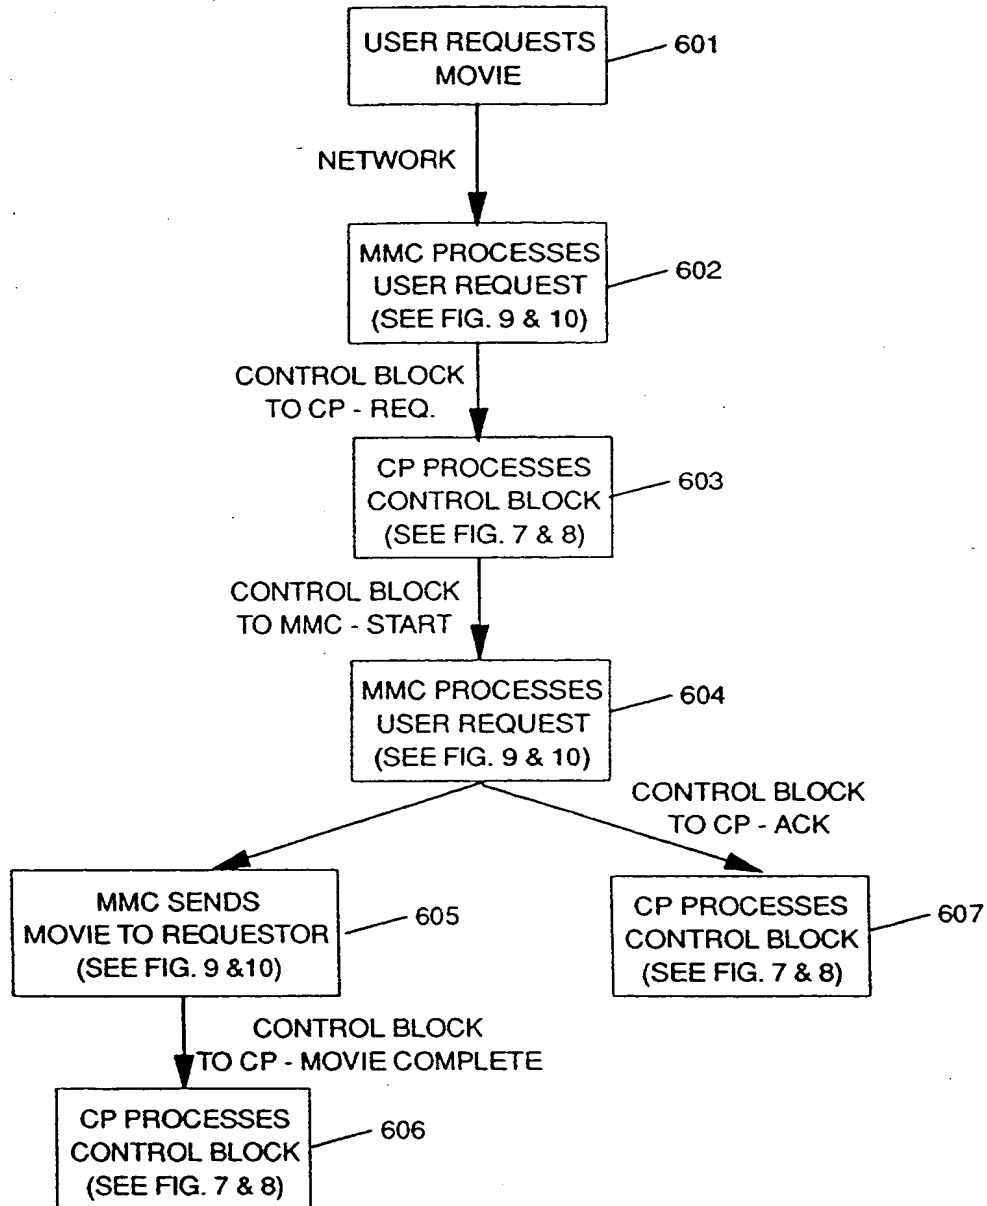 USER REQUESTS
MOVIE
601
NETWORK
MMC PROCESSES
USER REQUEST
(SEE FIG. 9 & 10)
602
CONTROL BLOCK
TO CP - REQ.
CP PROCESSES
CONTROL BLOCK
(SEE FIG. 7 & 8)
603
CONTROL BLOCK
TO MMC - START
MMC PROCESSES
USER REQUEST
(SEE FIG. 9 & 10)
604
CONTROL BLOCK
TO CP - ACK
MMC SENDS
MOVIE TO REQUESTOR
(SEE FIG. 9 &10)
605
CP PROCESSES
CONTROL BLOCK
(SEE FIG. 7 & 8)
607
CONTROL BLOCK
TO CP - MOVIE COMPLETE
CP PROCESSES
CONTROL BLOCK
(SEE FIG. 7 & 8)
606